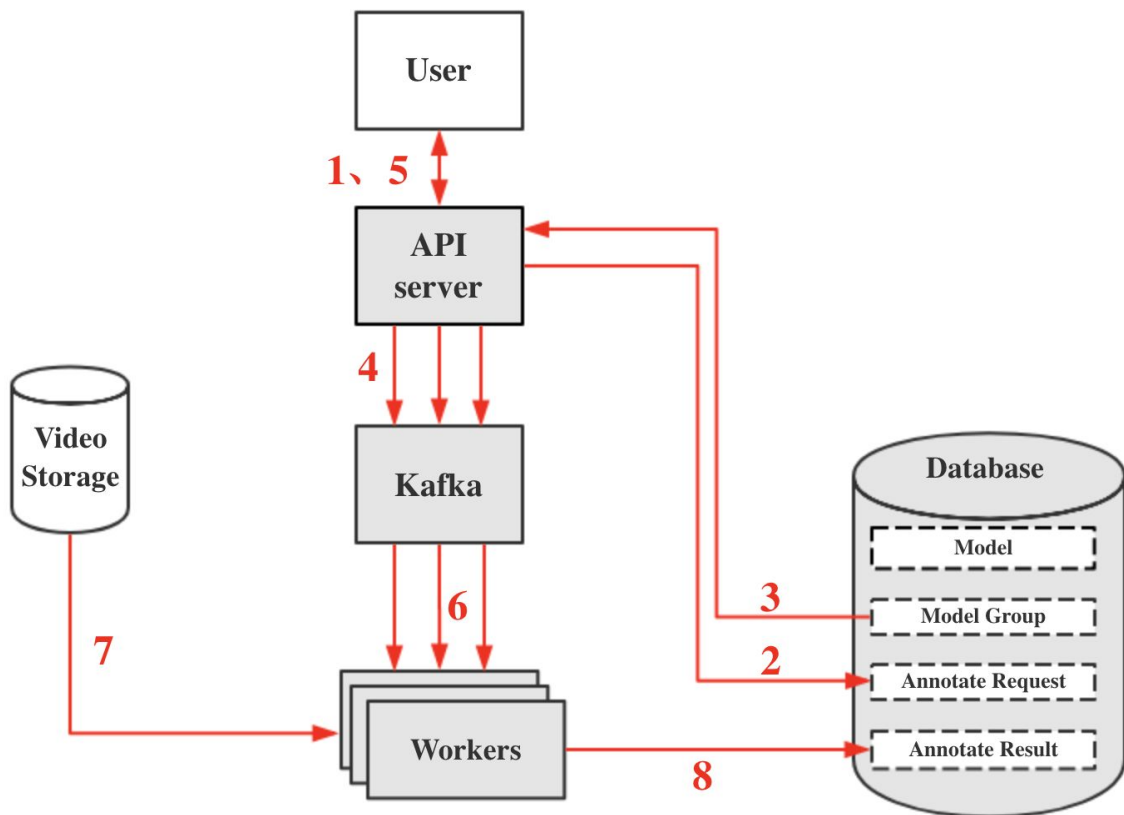 User
1、5
API
server
4
Video
Storage
Kafka
Database
Model
6
3
Model Group
7
2
Annotate Request
Workers
Annotate Result
8